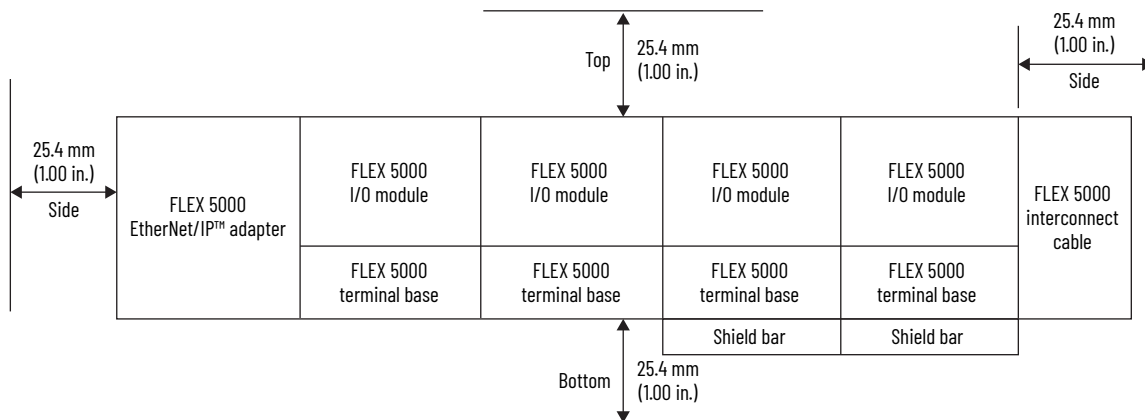 25.4 mm
(1.00 in.)
Top
25.4 mm
(1.00 in.)
Side
25.4 mm
(1.00 in.)
Side
FLEX 5000
EtherNet/IP™ adapter
FLEX 5000
I/O module
FLEX 5000
I/O module
FLEX 5000
I/O module
FLEX 5000
I/O module
FLEX 5000
interconnect
cable
FLEX 5000
terminal base
FLEX 5000
terminal base
FLEX 5000
terminal base
FLEX 5000
terminal base
Shield bar
Shield bar
Bottom
25.4 mm
(1.00 in.)